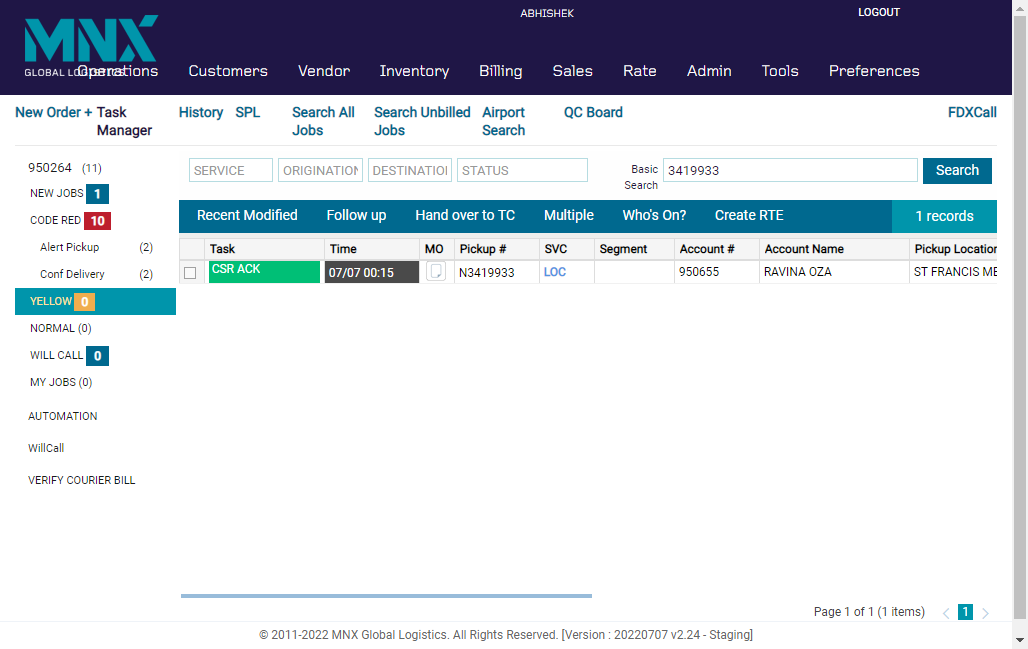 ABHISHEK
LOGOUT
MNX
GLOBAL LOGISTICS
Operations Customers Vendor Inventory Billing Sales Rate Admin Tools Preferences
New Order + Task Manager History SPL Search All Jobs Search Unbilled Jobs Airport Search QC Board FDXCall
950264 (11)
NEW JOBS 1
CODE RED 10
Alert Pickup (2)
Conf Delivery (2)
YELLOW 0
NORMAL (0)
WILL CALL 0
MY JOBS (0)
AUTOMATION
WillCall
VERIFY COURIER BILL
SERVICE ORIGINATION DESTINATION STATUS Basic Search 3419933 Search
Recent Modified Follow up Hand over to TC Multiple Who's On? Create RTE 1 records
Task Time MO Pickup # SVC Segment Account # Account Name Pickup Location
CSR ACK 07/07 00:15 N3419933 LOC 950655 RAVINA OZA ST FRANCIS ME
Page 1 of 1 (1 items) 1
© 2011-2022 MNX Global Logistics. All Rights Reserved. [Version : 20220707 v2.24 - Staging]